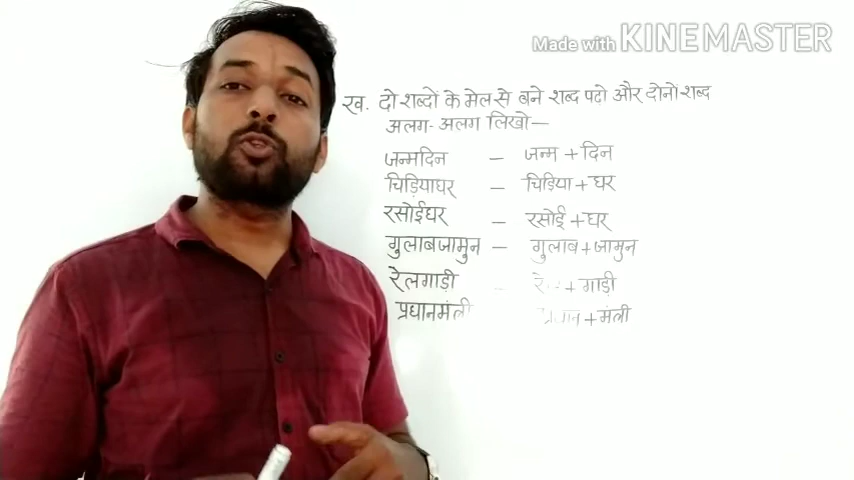 Made with KINEMASTER
ख. दो शब्दों के मेल से बने शब्द पढो और दोनो शब्द
अलग-अलग लिखो—
जन्मदिन – जन्म + दिन
चिड़ियाघर – चिडिया + घर
रसोईघर – रसोई + घर
गुलाबजामुन – गुलाब + जामुन
रेलगाड़ी – + गाड़ी
प्रधानमंत्री प्रधान + मंत्री